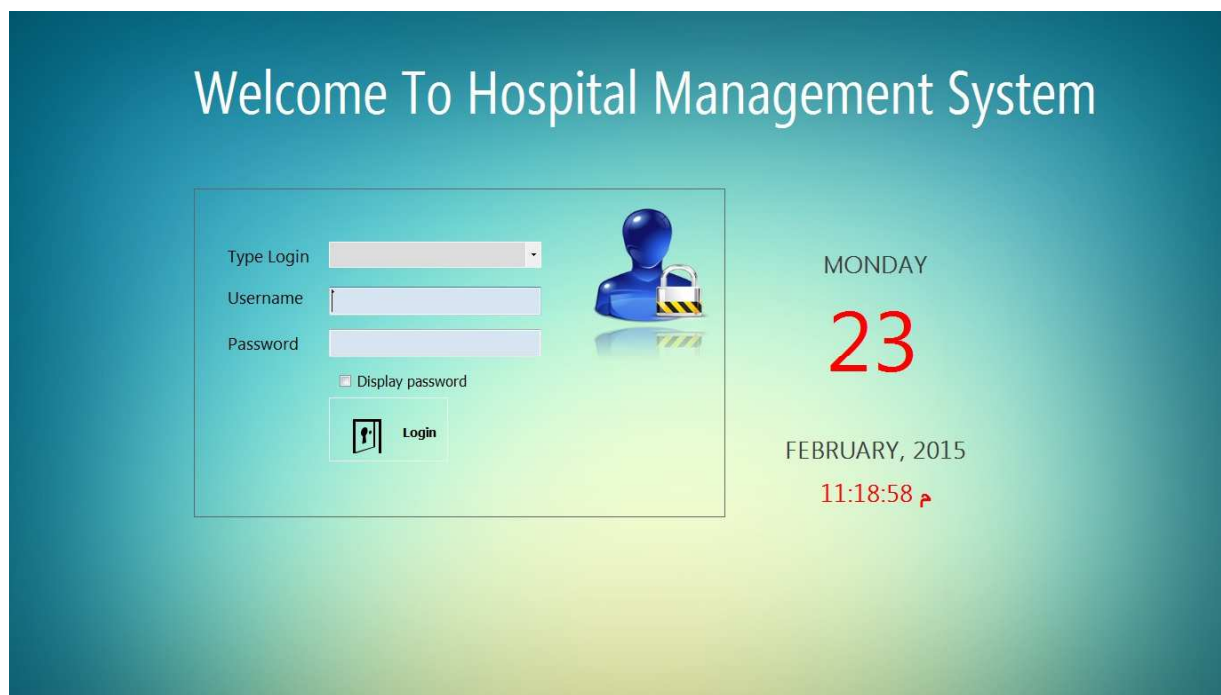 Welcome To Hospital Management System
Type Login
Username
Password
Display password
Login
MONDAY
23
FEBRUARY, 2015
11:18:58 م